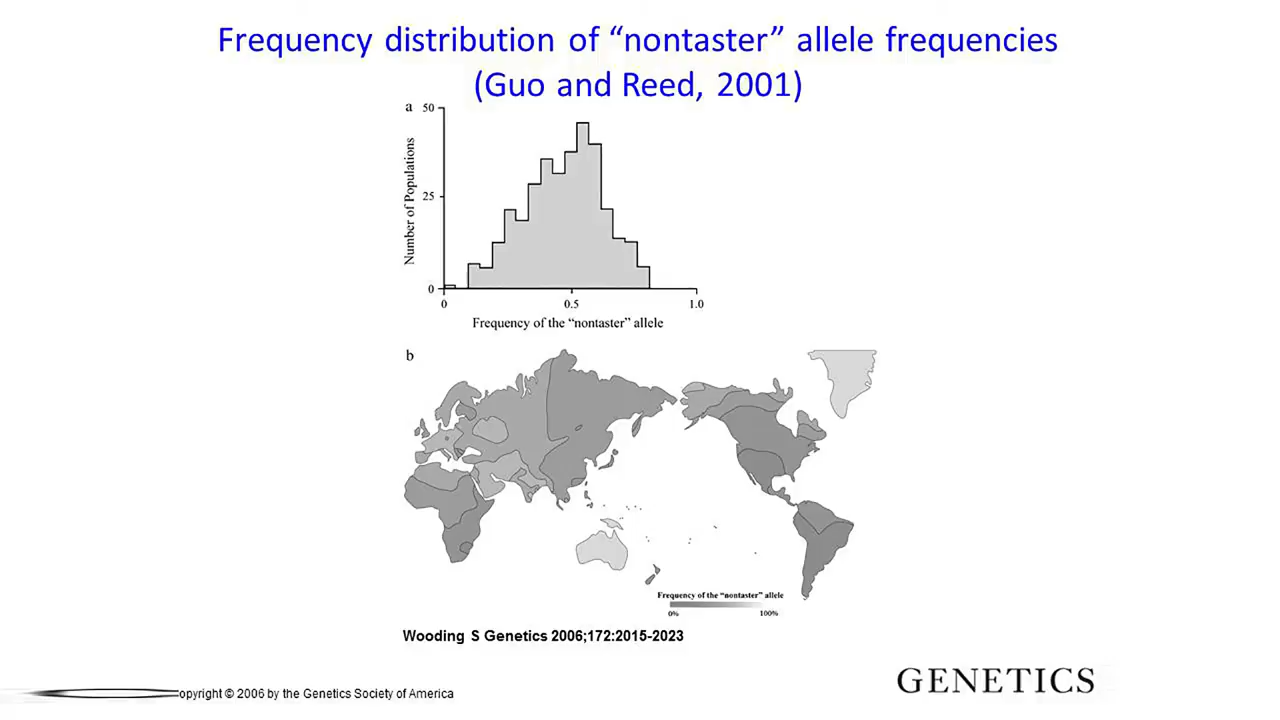 Frequency distribution of “nontaster” allele frequencies
(Guo and Reed, 2001)
a
50
25
0
Number of Populations
0 0.5 1.0
Frequency of the “nontaster” allele
b
Frequency of the “nontaster” allele
0% 100%
Wooding S Genetics 2006;172:2015-2023
opyright © 2006 by the Genetics Society of America
GENETICS